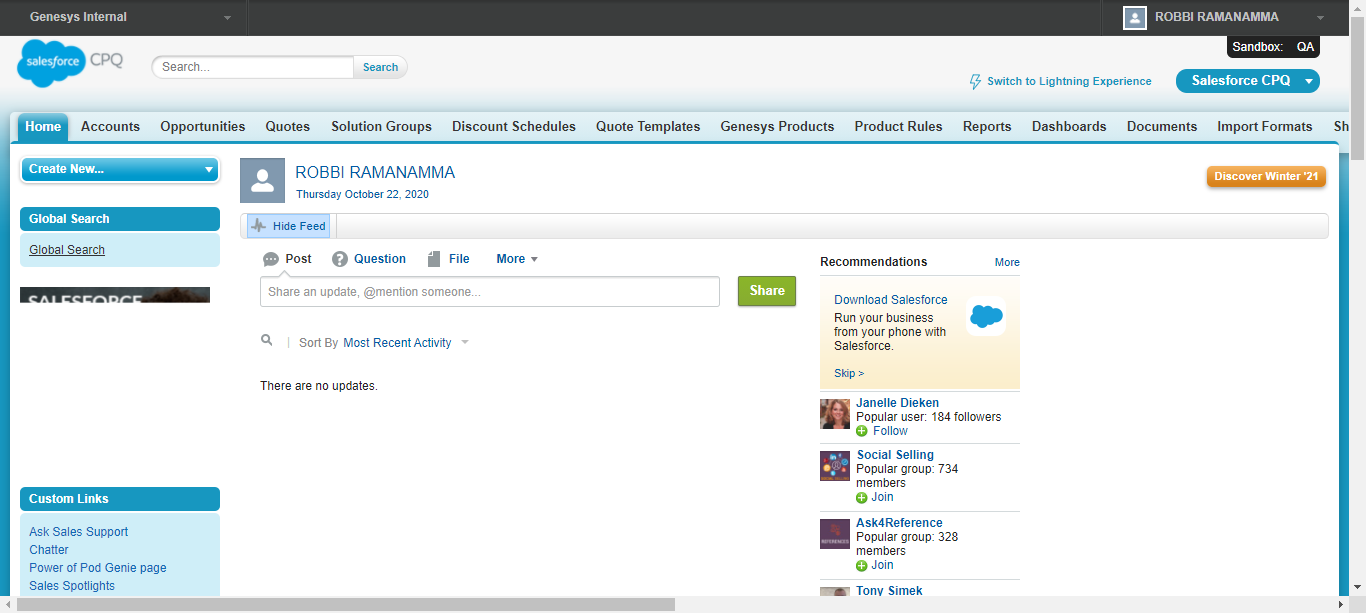 Genesys Internal
ROBBI RAMANAMMA
Sandbox: QA
salesforce CPQ
Search...
Search
Switch to Lightning Experience
Salesforce CPQ
Home Accounts Opportunities Quotes Solution Groups Discount Schedules Quote Templates Genesys Products Product Rules Reports Dashboards Documents Import Formats Sh
Create New...
Global Search
Global Search
SALESFORCE
Custom Links
Ask Sales Support
Chatter
Power of Pod Genie page
Sales Spotlights
ROBBI RAMANAMMA
Thursday October 22, 2020
Discover Winter '21
Hide Feed
Post Question File More
Share an update, @mention someone...
Share
Sort By Most Recent Activity
There are no updates.
Recommendations More
Download Salesforce
Run your business
from your phone with
Salesforce.
Skip >
Janelle Dieken
Popular user: 184 followers
Follow
Social Selling
Popular group: 734
members
Join
Ask4Reference
Popular group: 328
members
Join
Tony Simek